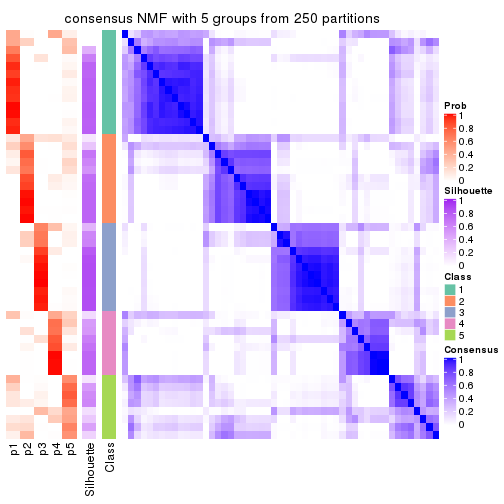 consensus NMF with 5 groups from 250 partitions
Prob
1
0.8
0.6
0.4
0.2
0
Silhouette
1
0.8
0.6
0.4
0.2
0
Class
1
2
3
4
5
Consensus
1
0.8
0.6
0.4
0.2
0
p1
p2
p3
p4
p5
Silhouette
Class